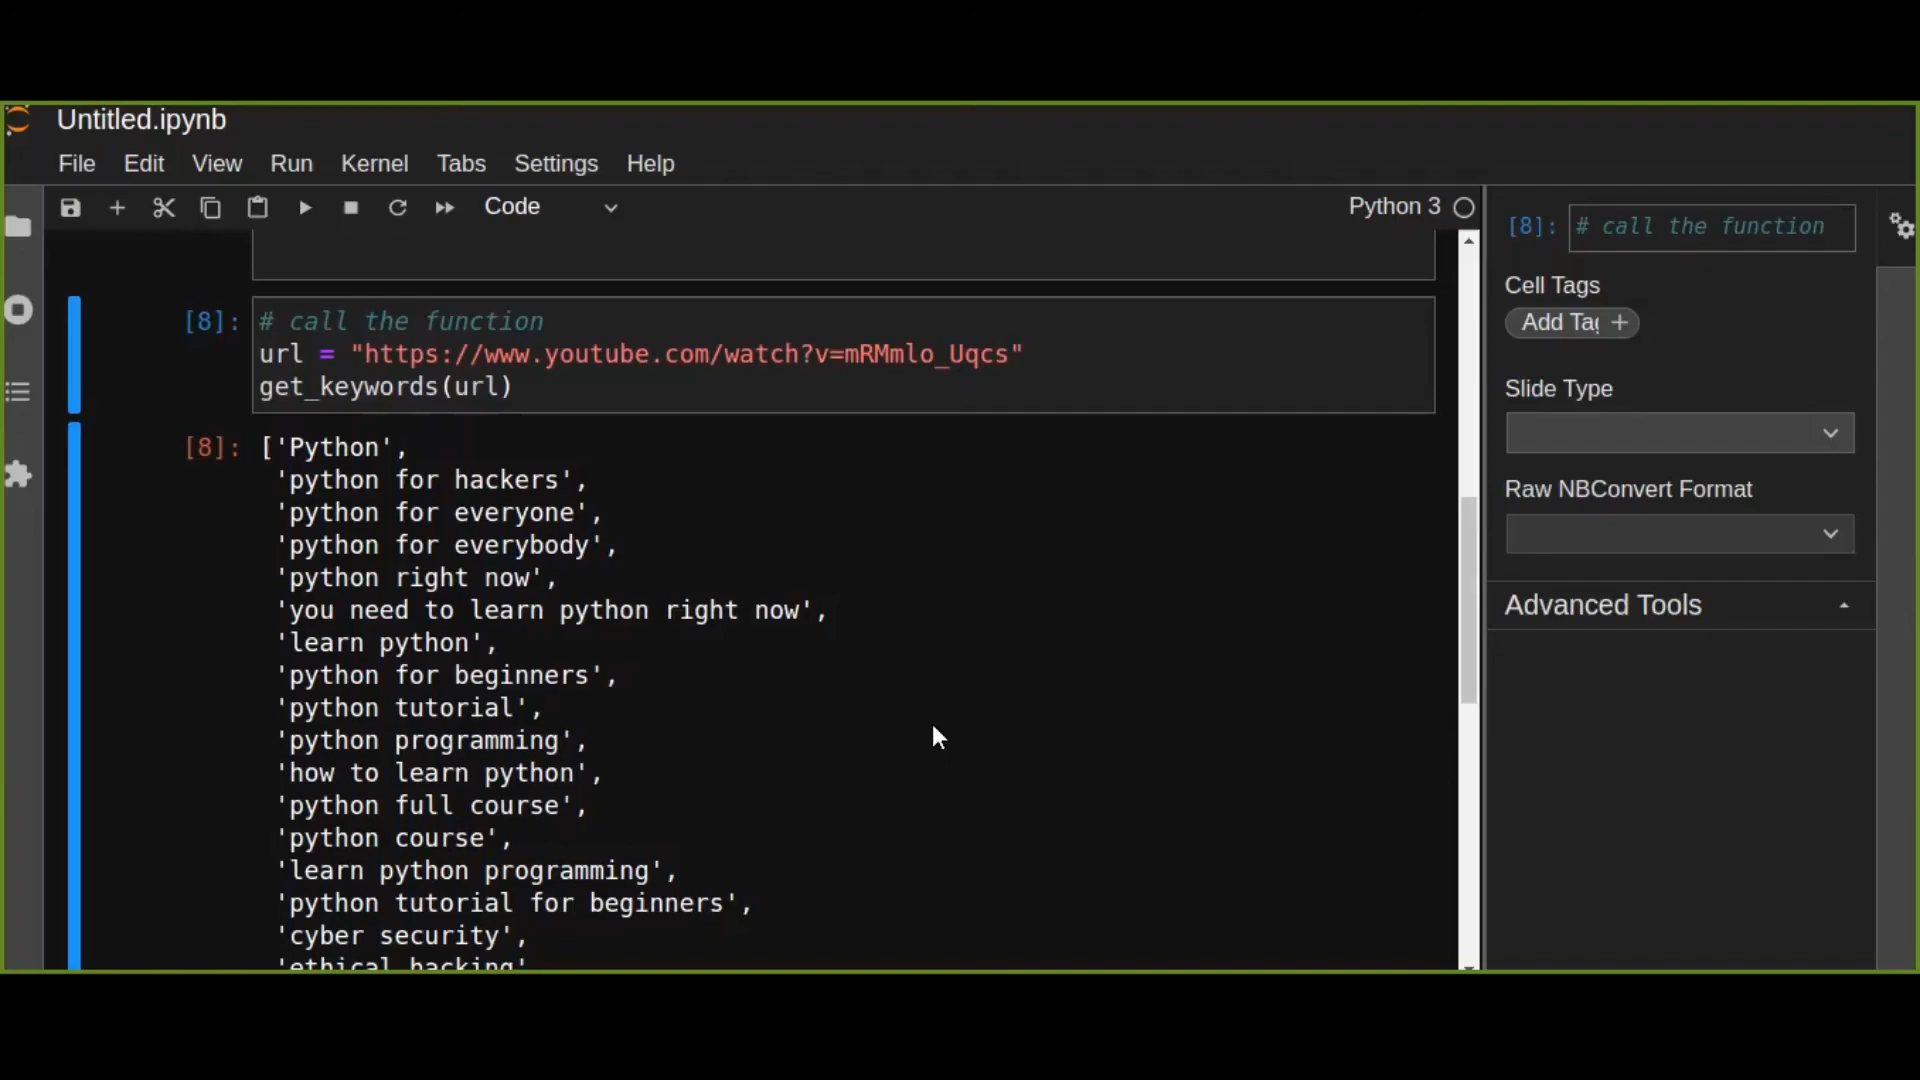 Untitled.ipynb
File Edit View Run Kernel Tabs Settings Help
Code
Python 3
[8]: # call the function
url = "https://www.youtube.com/watch?v=mRMmlo_Uqcs"
get_keywords(url)
[8]: ['Python',
'python for hackers',
'python for everyone',
'python for everybody',
'python right now',
'you need to learn python right now',
'learn python',
'python for beginners',
'python tutorial',
'python programming',
'how to learn python',
'python full course',
'python course',
'learn python programming',
'python tutorial for beginners',
'cyber security',
'ethical hacking'
[8]: # call the function
Cell Tags
Add Tag +
Slide Type
Raw NBConvert Format
Advanced Tools